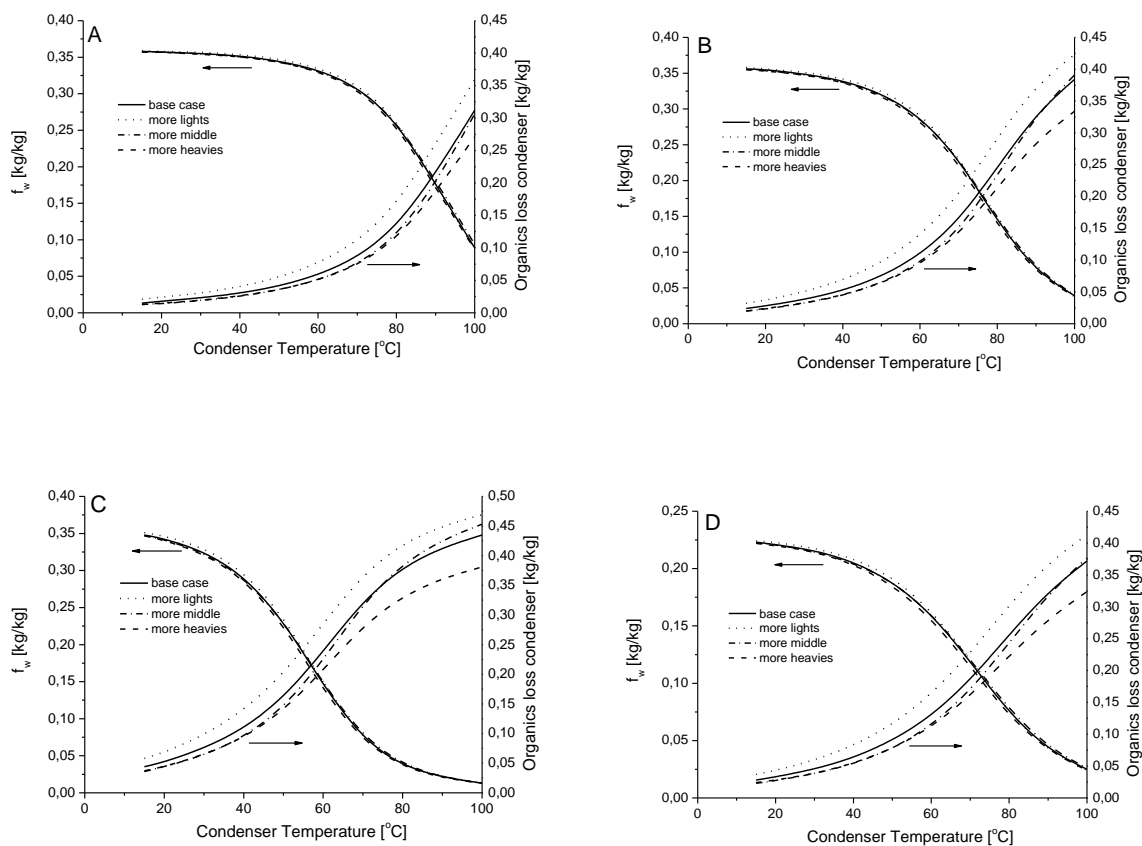 A
0,40
0,35
0,30
0,25
0,20
0,15
0,10
0,05
0,00
f_w [kg/kg]
base case
more lights
more middle
more heavies
0,45
0,40
0,35
0,30
0,25
0,20
0,15
0,10
0,05
0,00
Organics loss condenser [kg/kg]
0 20 40 60 80 100
Condenser Temperature [°C]
B
0,40
0,35
0,30
0,25
0,20
0,15
0,10
0,05
0,00
f_w [kg/kg]
base case
more lights
more middle
more heavies
0,45
0,40
0,35
0,30
0,25
0,20
0,15
0,10
0,05
0,00
Organics loss condenser [kg/kg]
0 20 40 60 80 100
Condenser Temperature [°C]
C
0,40
0,35
0,30
0,25
0,20
0,15
0,10
0,05
0,00
f_w [kg/kg]
base case
more lights
more middle
more heavies
0,50
0,45
0,40
0,35
0,30
0,25
0,20
0,15
0,10
0,05
0,00
Organics loss condenser [kg/kg]
0 20 40 60 80 100
Condenser Temperature [°C]
D
0,25
0,20
0,15
0,10
0,05
0,00
f_w [kg/kg]
base case
more lights
more middle
more heavies
0,45
0,40
0,35
0,30
0,25
0,20
0,15
0,10
0,05
0,00
Organics loss condenser [kg/kg]
0 20 40 60 80 100
Condenser Temperature [°C]